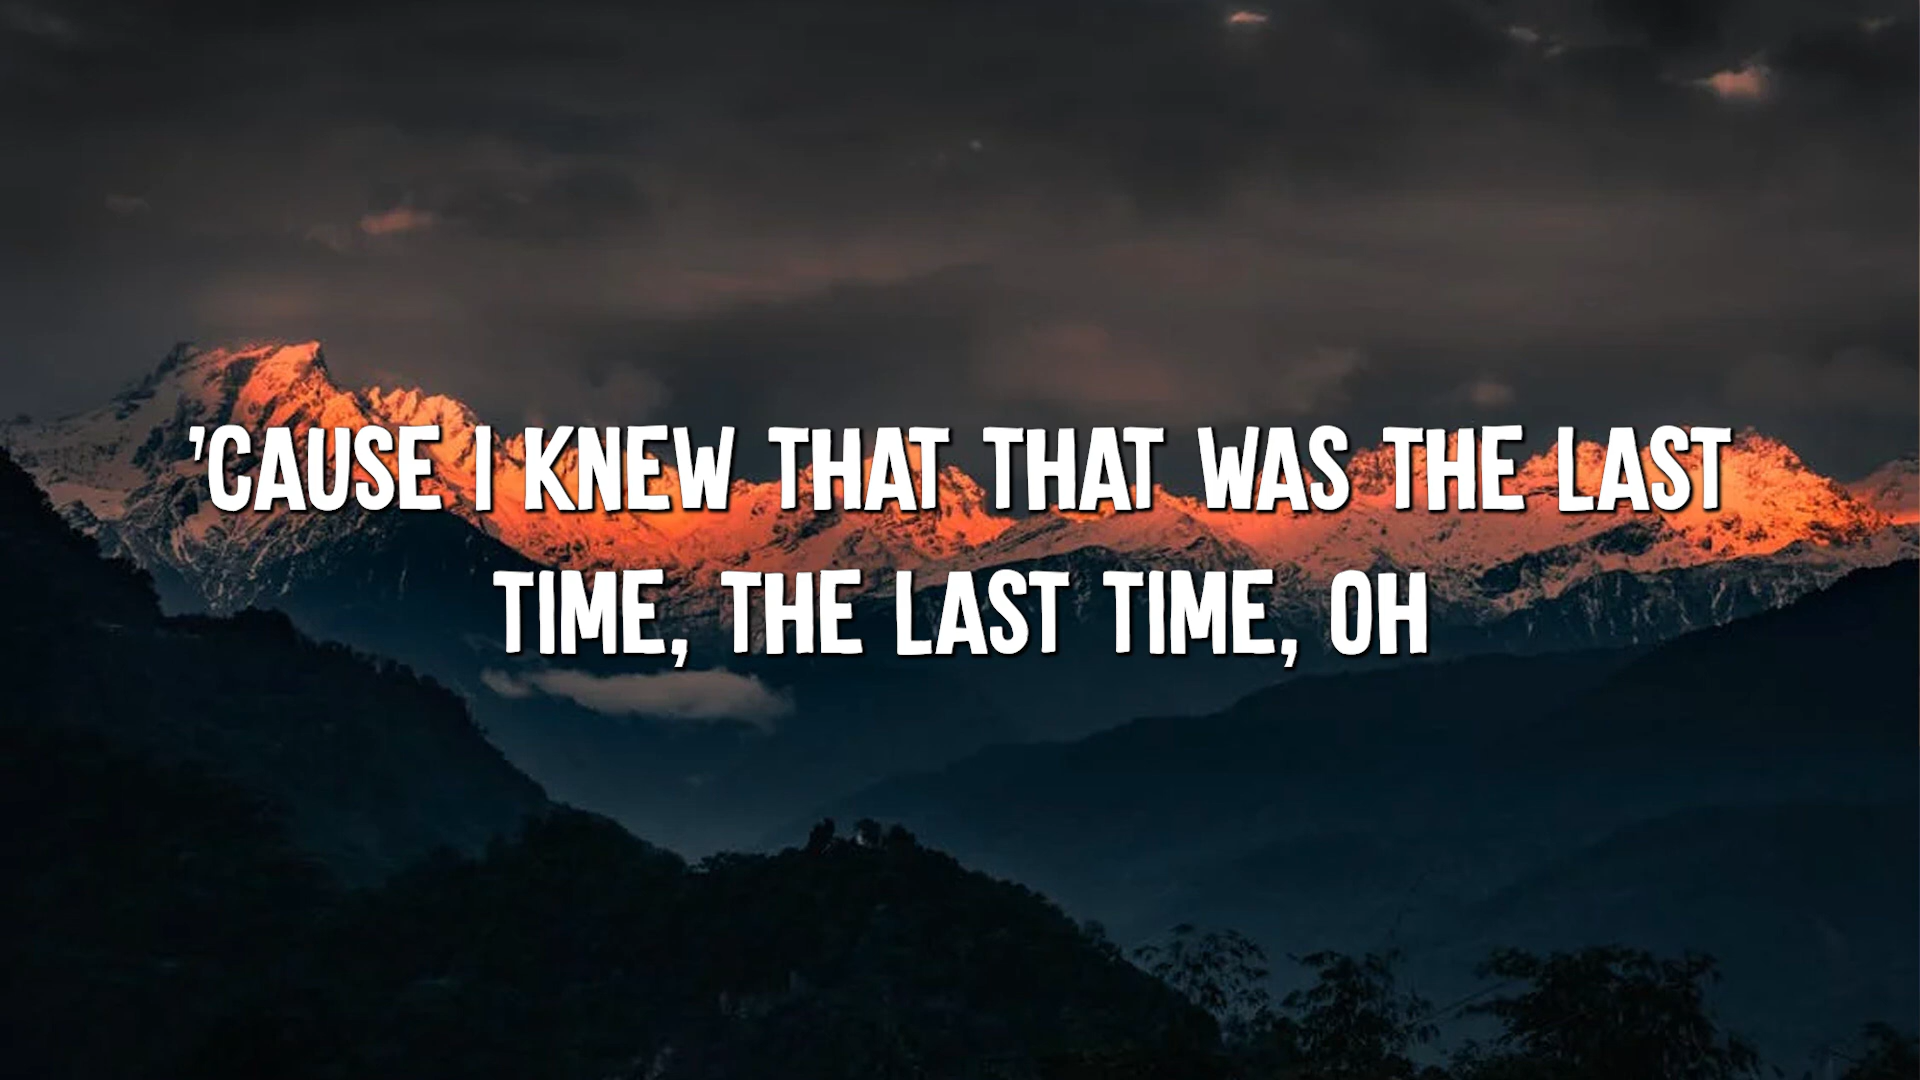 'CAUSE I KNEW THAT THAT WAS THE LAST
TIME, THE LAST TIME, OH